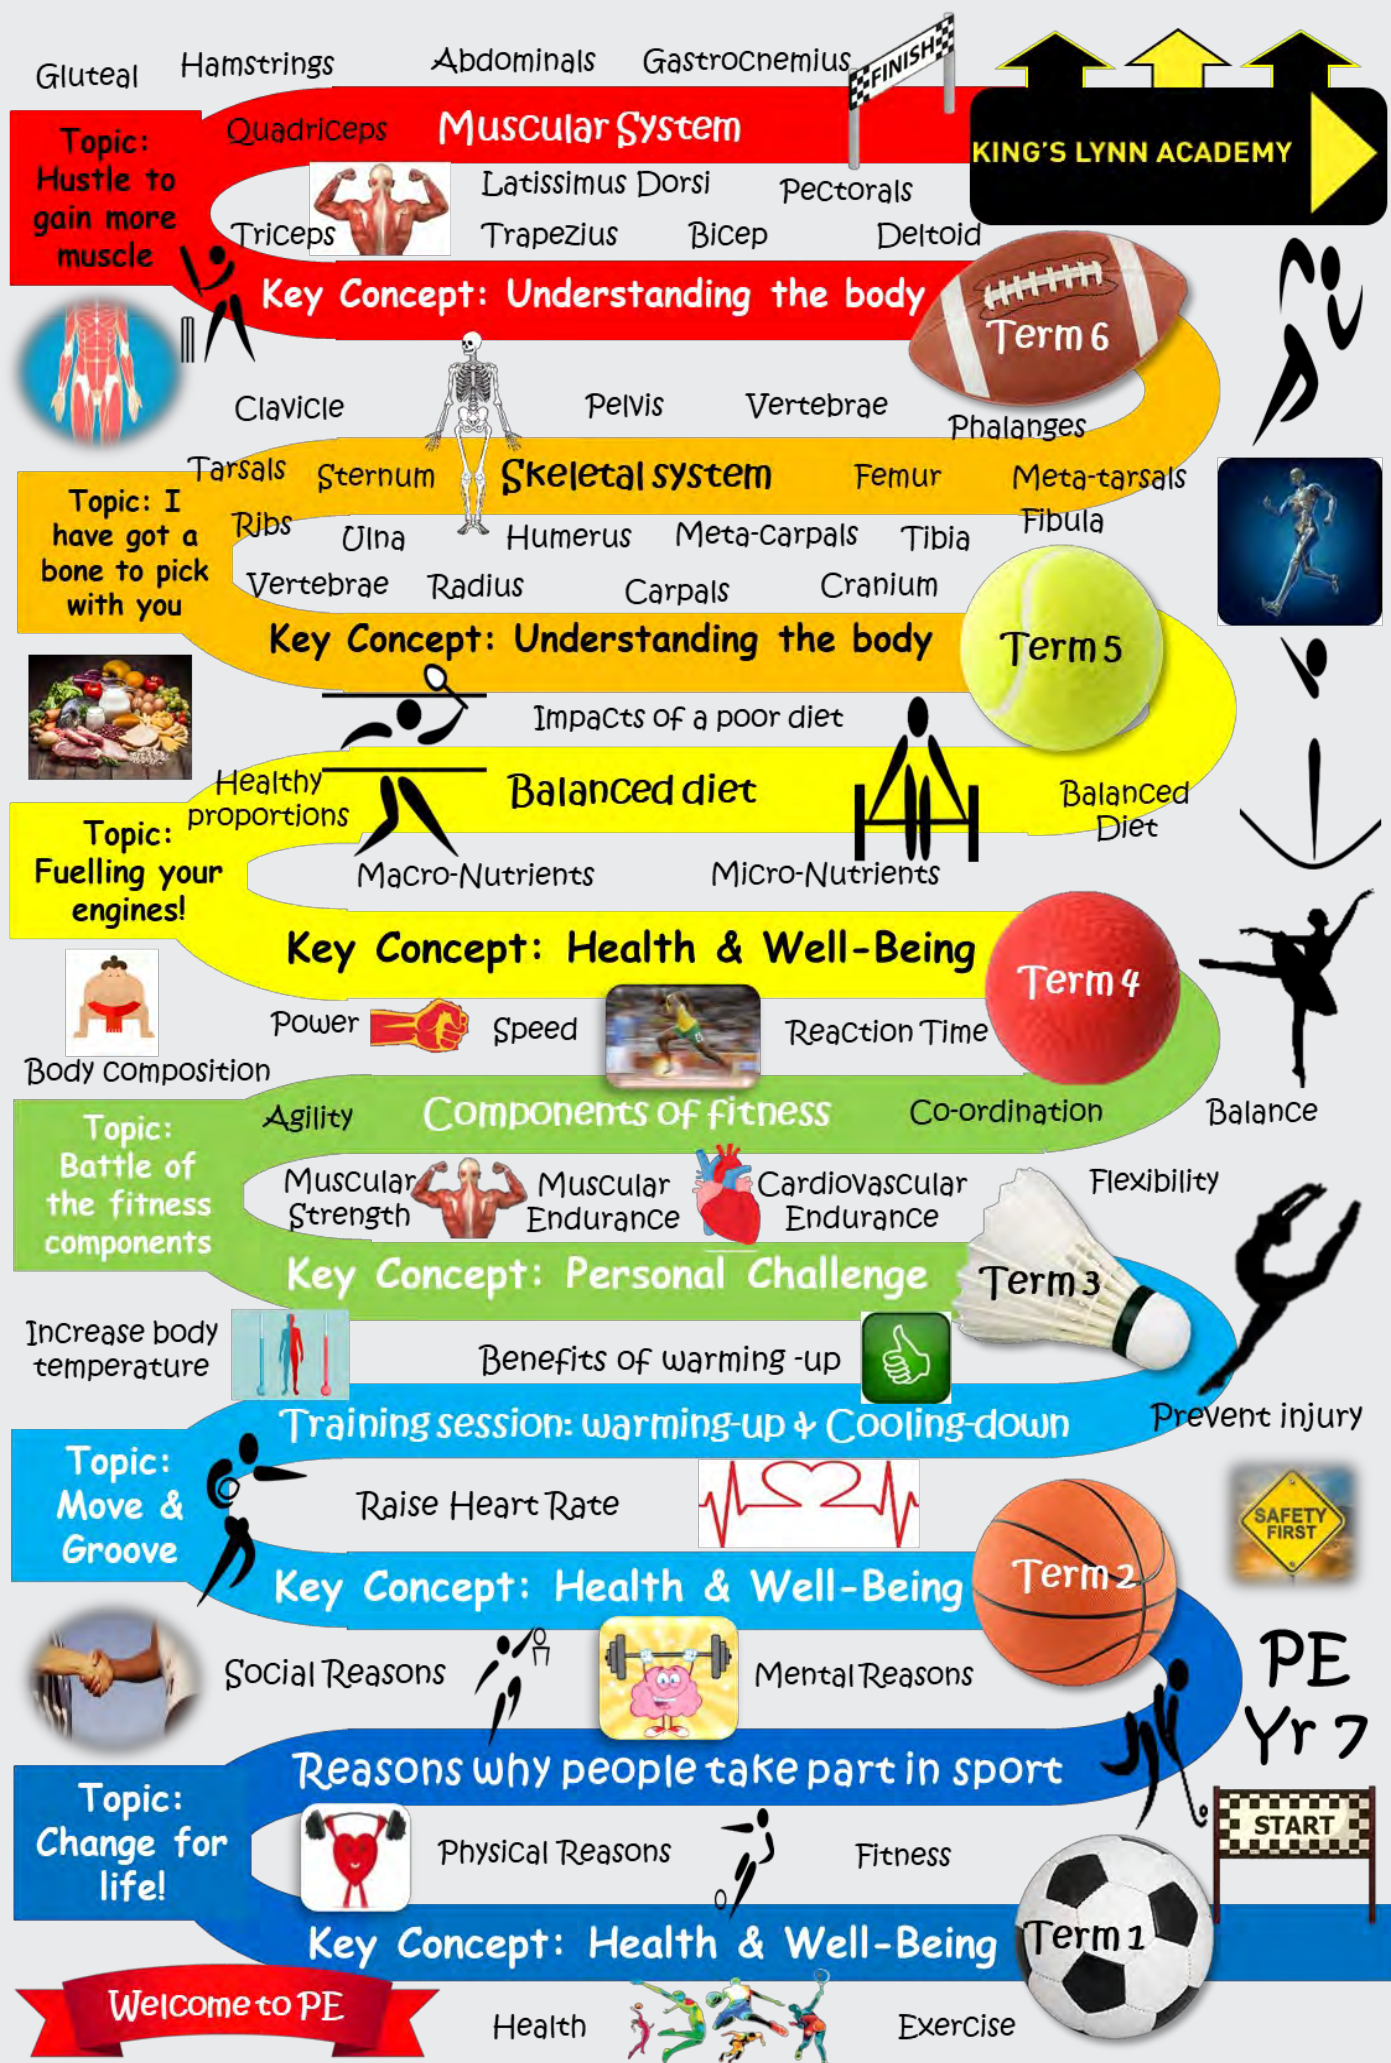 Gluteal
Hamstrings
Abdominals
Gastrocnemius
FINISH
KING'S LYNN ACADEMY
Topic:
Hustle to
gain more
muscle
Quadriceps
Muscular System
Latissimus Dorsi
Pectorals
Triceps
Trapezius
Bicep
Deltoid
Key Concept: Understanding the body
Term 6
Clavicle
Pelvis
Vertebrae
Phalanges
Tarsals
Sternum
Skeletal system
Femur
Meta-tarsals
Topic: I
have got a
bone to pick
with you
Ribs
Ulna
Humerus
Meta-carpals
Tibia
Fibula
Vertebrae
Radius
Carpals
Cranium
Key Concept: Understanding the body
Term 5
Impacts of a poor diet
Healthy
proportions
Balanced diet
Balanced
Diet
Topic:
Fuelling your
engines!
Macro-Nutrients
Micro-Nutrients
Key Concept: Health & Well-Being
Term 4
Power
Speed
Reaction Time
Body composition
Agility
Components of fitness
Co-ordination
Balance
Topic:
Battle of
the fitness
components
Muscular
Strength
Muscular
Endurance
Cardiovascular
Endurance
Flexibility
Key Concept: Personal Challenge
Term 3
Increase body
temperature
Benefits of warming -up
Training session: warming-up & Cooling-down
Prevent injury
Topic:
Move &
Groove
Raise Heart Rate
SAFETY
FIRST
Key Concept: Health & Well-Being
Term 2
Social Reasons
Mental Reasons
PE
Yr 7
Reasons why people take part in sport
Topic:
Change for
life!
Physical Reasons
Fitness
START
Key Concept: Health & Well-Being
Term 1
Welcome to PE
Health
Exercise